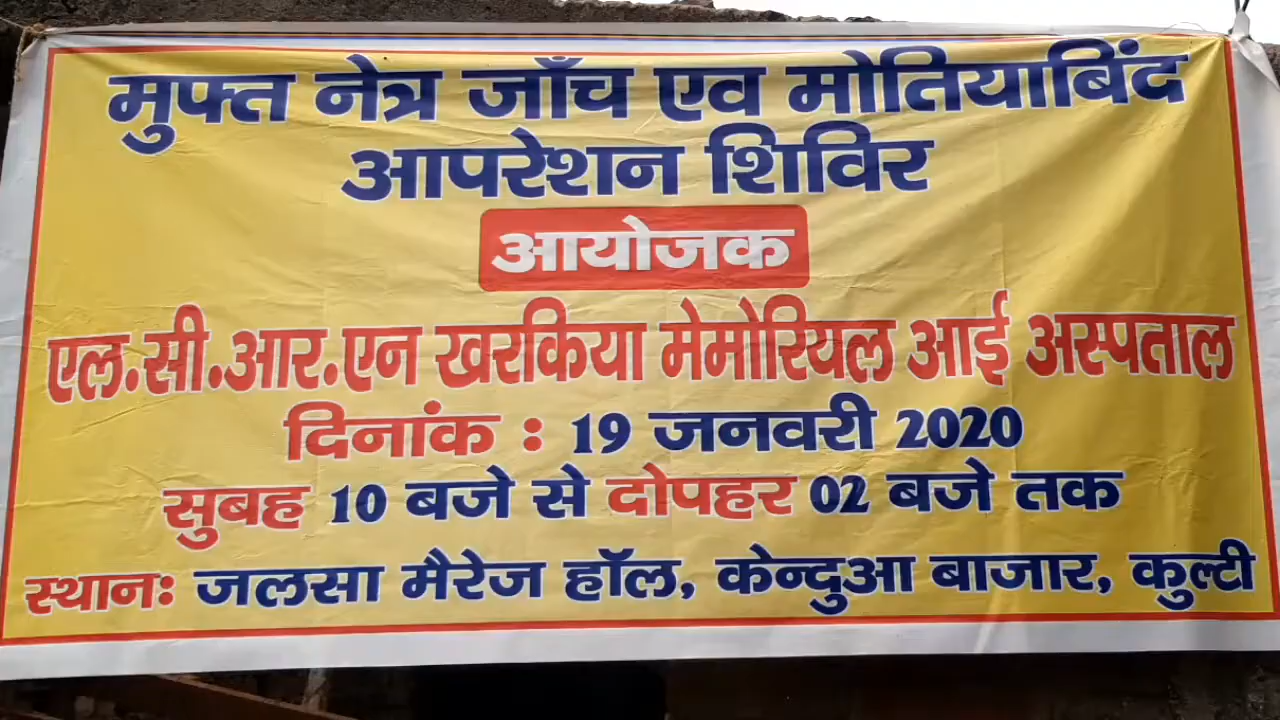 मुफ्त नेत्र जाँच एव मोतियाबिंद
आपरेशन शिविर
आयोजक
एल.सी.आर.एन खरकिया मेमोरियल आई अस्पताल
दिनांक : 19 जनवरी 2020
सुबह 10 बजे से दोपहर 02 बजे तक
स्थानः जलसा मैरेज हॉल, केन्दुआ बाजार, कुल्टी